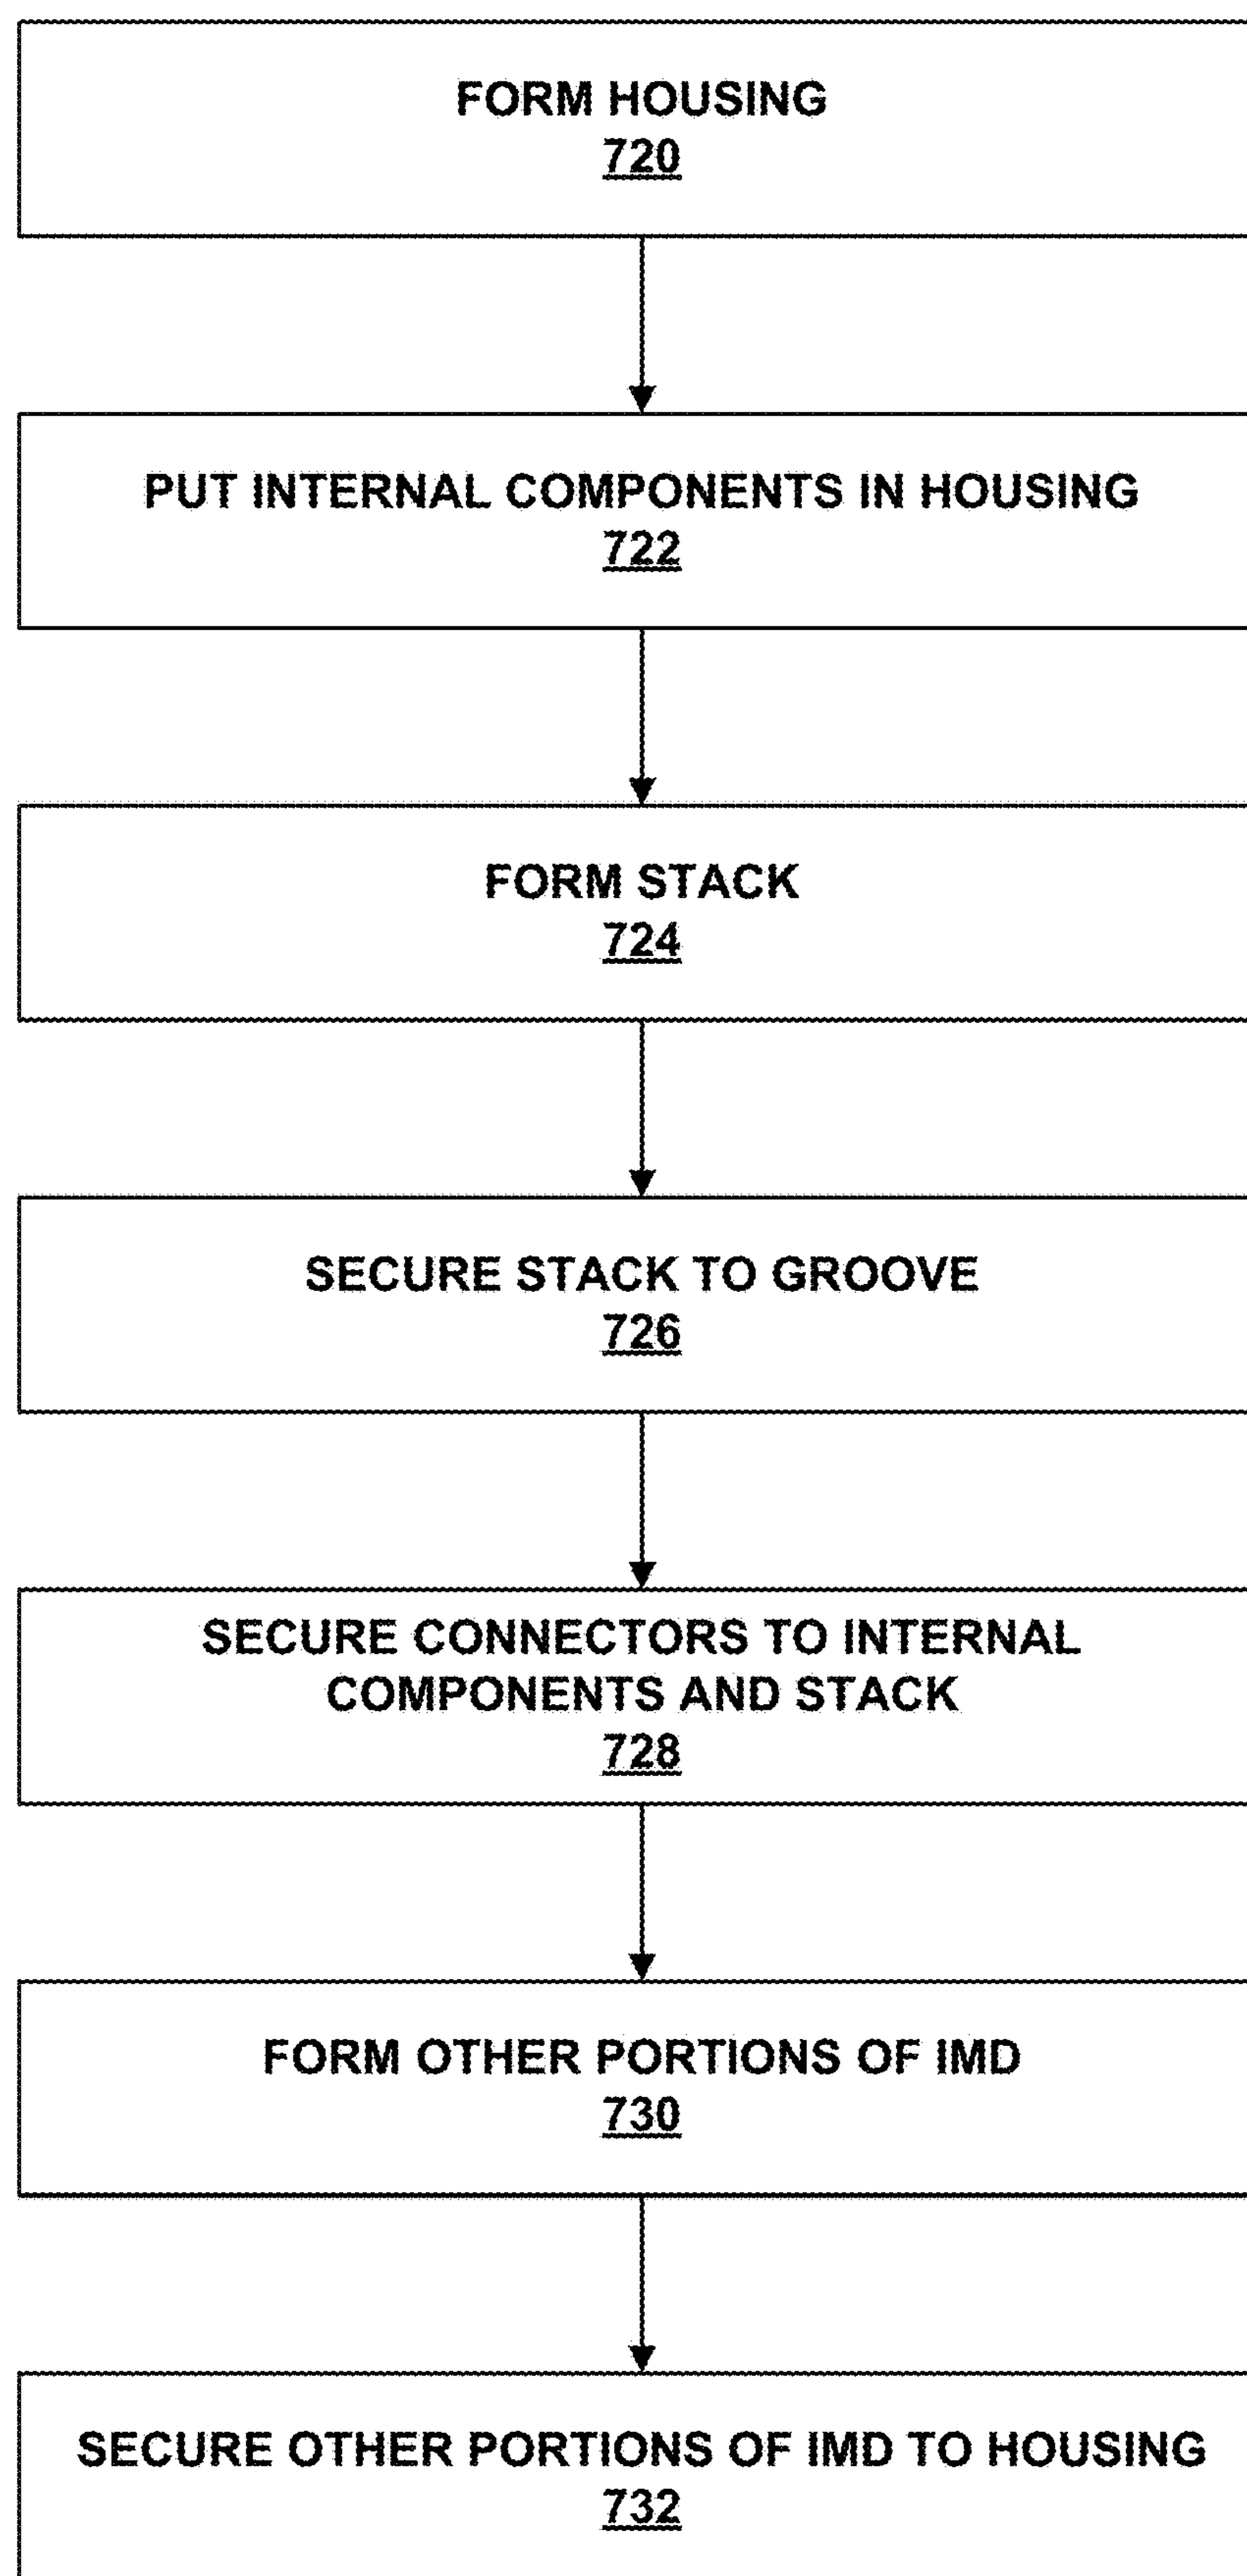 FORM HOUSING
720
PUT INTERNAL COMPONENTS IN HOUSING
722
FORM STACK
724
SECURE STACK TO GROOVE
726
SECURE CONNECTORS TO INTERNAL
COMPONENTS AND STACK
728
FORM OTHER PORTIONS OF IMD
730
SECURE OTHER PORTIONS OF IMD TO HOUSING
732